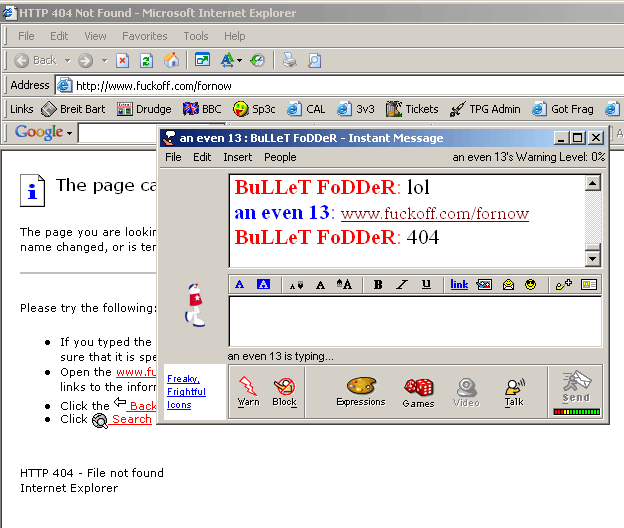 HTTP 404 Not Found - Microsoft Internet Explorer
File Edit View Favorites Tools Help
Back
Address http://www.fuckoff.com/fornow
Links Breit Bart Drudge BBC Sp3c CAL 3v3 Tickets TPG Admin Got Frag
Google
an even 13 : BuLLeT FoDDeR - Instant Message
File Edit Insert People an even 13's Warning Level: 0%
BuLLeT FoDDeR: lol
an even 13: www.fuckoff.com/fornow
BuLLeT FoDDeR: 404
A A A A A B I U link
an even 13 is typing...
Freaky,
Frightful
Icons
Warn Block Expressions Games Video Talk Send
The page ca
The page you are lookin
name changed, or is ter
Please try the following:
If you typed the
sure that it is spe
Open the www.fu
links to the inforr
Click the Back
Click Search
HTTP 404 - File not found
Internet Explorer